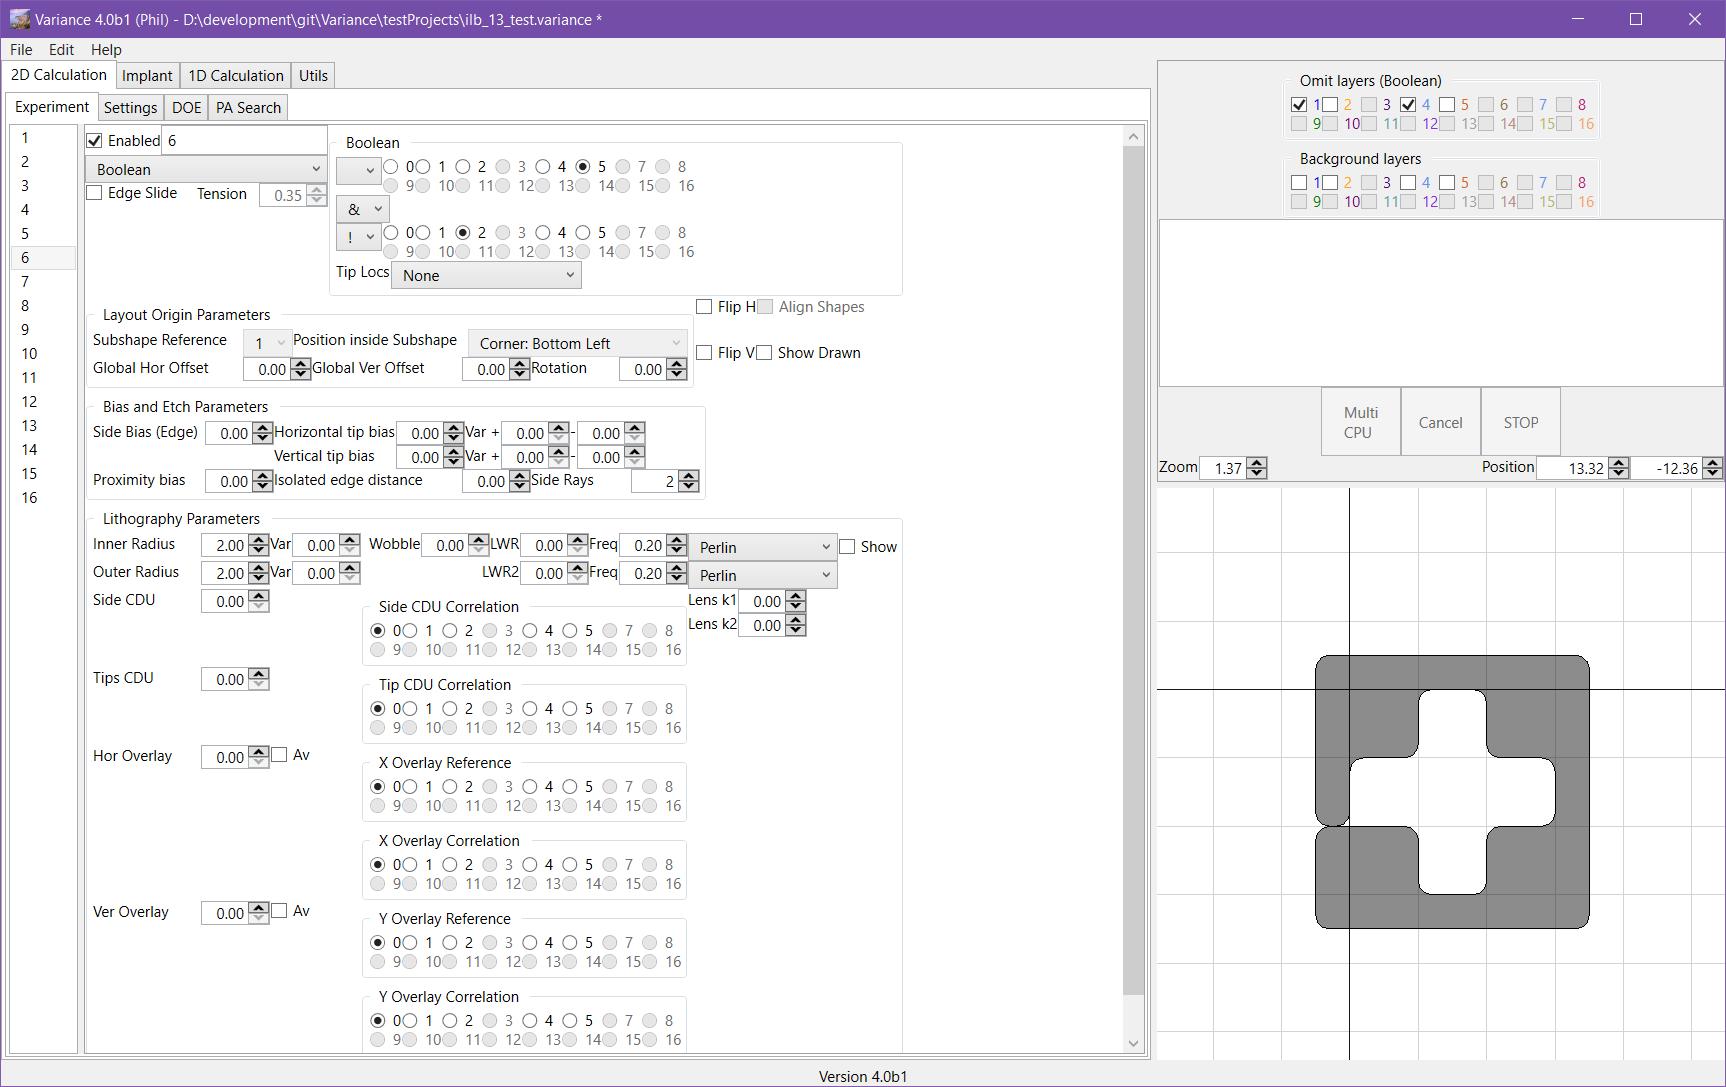 Variance 4.0b1 (Phil) - D:\development\git\Variance\testProjects\ilb_13_test.variance *
File Edit Help
2D Calculation Implant 1D Calculation Utils
Experiment Settings DOE PA Search
1
2
3
4
5
6
7
8
9
10
11
12
13
14
15
16
Enabled 6
Boolean
Edge Slide Tension 0.35
Boolean
0 1 2 3 4 5 7 8
9 10 11 12 13 14 15 16
&
! 0 1 2 3 4 5 7 8
9 10 11 12 13 14 15 16
Tip Locs None
Flip H Align Shapes
Flip V Show Drawn
Layout Origin Parameters
Subshape Reference 1 Position inside Subshape Corner: Bottom Left
Global Hor Offset 0.00 Global Ver Offset 0.00 Rotation 0.00
Bias and Etch Parameters
Side Bias (Edge) 0.00 Horizontal tip bias 0.00 Var + 0.00 - 0.00
Vertical tip bias 0.00 Var + 0.00 - 0.00
Proximity bias 0.00 Isolated edge distance 0.00 Side Rays 2
Lithography Parameters
Inner Radius 2.00 Var 0.00 Wobble 0.00 LWR 0.00 Freq 0.20 Perlin Show
Outer Radius 2.00 Var 0.00 LWR2 0.00 Freq 0.20 Perlin
Side CDU 0.00
Lens k1 0.00
Lens k2 0.00
Side CDU Correlation
0 1 2 3 4 5 7 8
9 10 11 12 13 14 15 16
Tips CDU 0.00
Tip CDU Correlation
0 1 2 3 4 5 7 8
9 10 11 12 13 14 15 16
Hor Overlay 0.00 Av
X Overlay Reference
0 1 2 3 4 5 7 8
9 10 11 12 13 14 15 16
X Overlay Correlation
0 1 2 3 4 5 7 8
9 10 11 12 13 14 15 16
Ver Overlay 0.00 Av
Y Overlay Reference
0 1 2 3 4 5 7 8
9 10 11 12 13 14 15 16
Y Overlay Correlation
0 1 2 3 4 5 7 8
9 10 11 12 13 14 15 16
Omit layers (Boolean)
1 2 3 4 5 6 7 8
9 10 11 12 13 14 15 16
Background layers
1 2 3 4 5 6 7 8
9 10 11 12 13 14 15 16
Multi CPU Cancel STOP
Zoom 1.37 Position 13.32 -12.36
Version 4.0b1